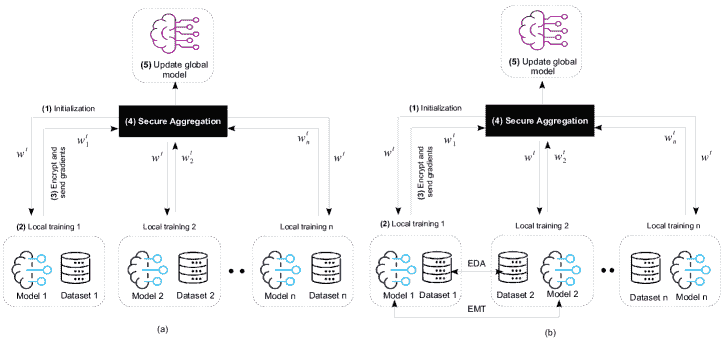 (5) Update global
model
(1) Initialization
(4) Secure Aggregation
w^t
w_1^t
(3) Encrypt and
send gradients
w^t
w_2^t
w_n^t
w^t
(2) Local training 1
Local training 2
Local training n
Model 1
Dataset 1
Model 2
Dataset 2
Model n
Dataset n
(a)
(5) Update global
model
(1) Initialization
(4) Secure Aggregation
w^t
w_1^t
(3) Encrypt and
send gradients
w^t
w_2^t
w_n^t
w^t
(2) Local training 1
Local training 2
Local training n
EDA
Model 1
Dataset 1
Dataset 2
Model 2
Dataset n
Model n
EMT
(b)